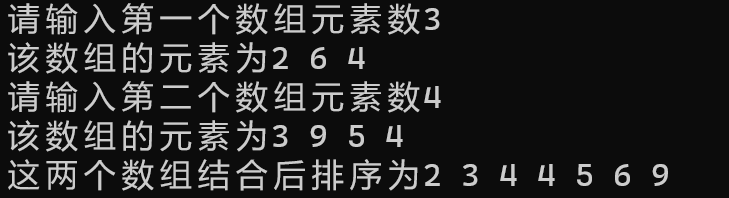 请输入第一个数组元素数3
该数组的元素为2 6 4
请输入第二个数组元素数4
该数组的元素为3 9 5 4
这两个数组结合后排序为2 3 4 4 5 6 9